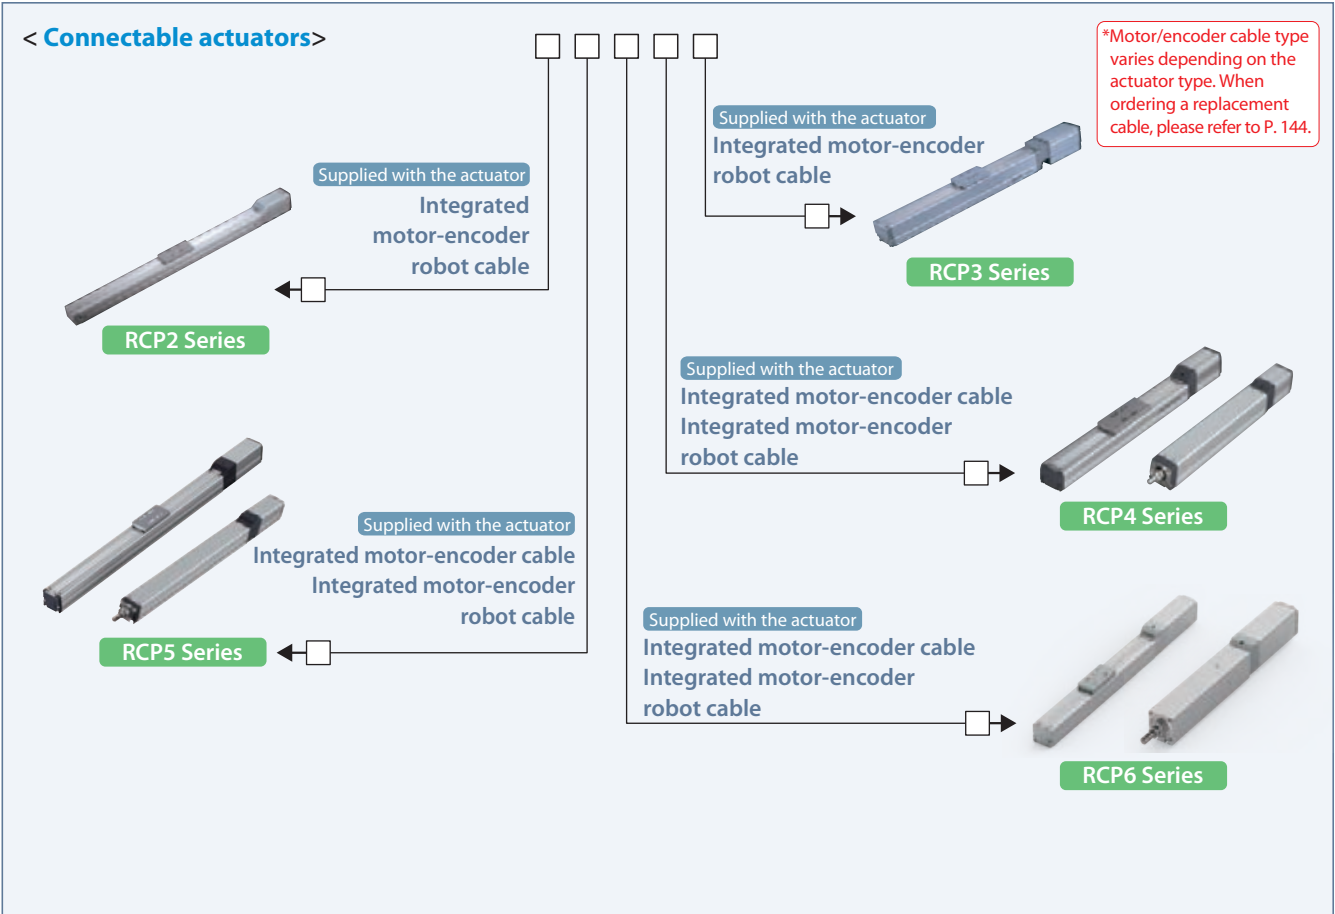 < Connectable actuators>
*Motor/encoder cable type
varies depending on the
actuator type. When
ordering a replacement
cable, please refer to P. 144.
Supplied with the actuator
Integrated motor-encoder
robot cable
RCP3 Series
Supplied with the actuator
Integrated
motor-encoder
robot cable
RCP2 Series
Supplied with the actuator
Integrated motor-encoder cable
Integrated motor-encoder
robot cable
RCP4 Series
Supplied with the actuator
Integrated motor-encoder cable
Integrated motor-encoder
robot cable
RCP5 Series
Supplied with the actuator
Integrated motor-encoder cable
Integrated motor-encoder
robot cable
RCP6 Series